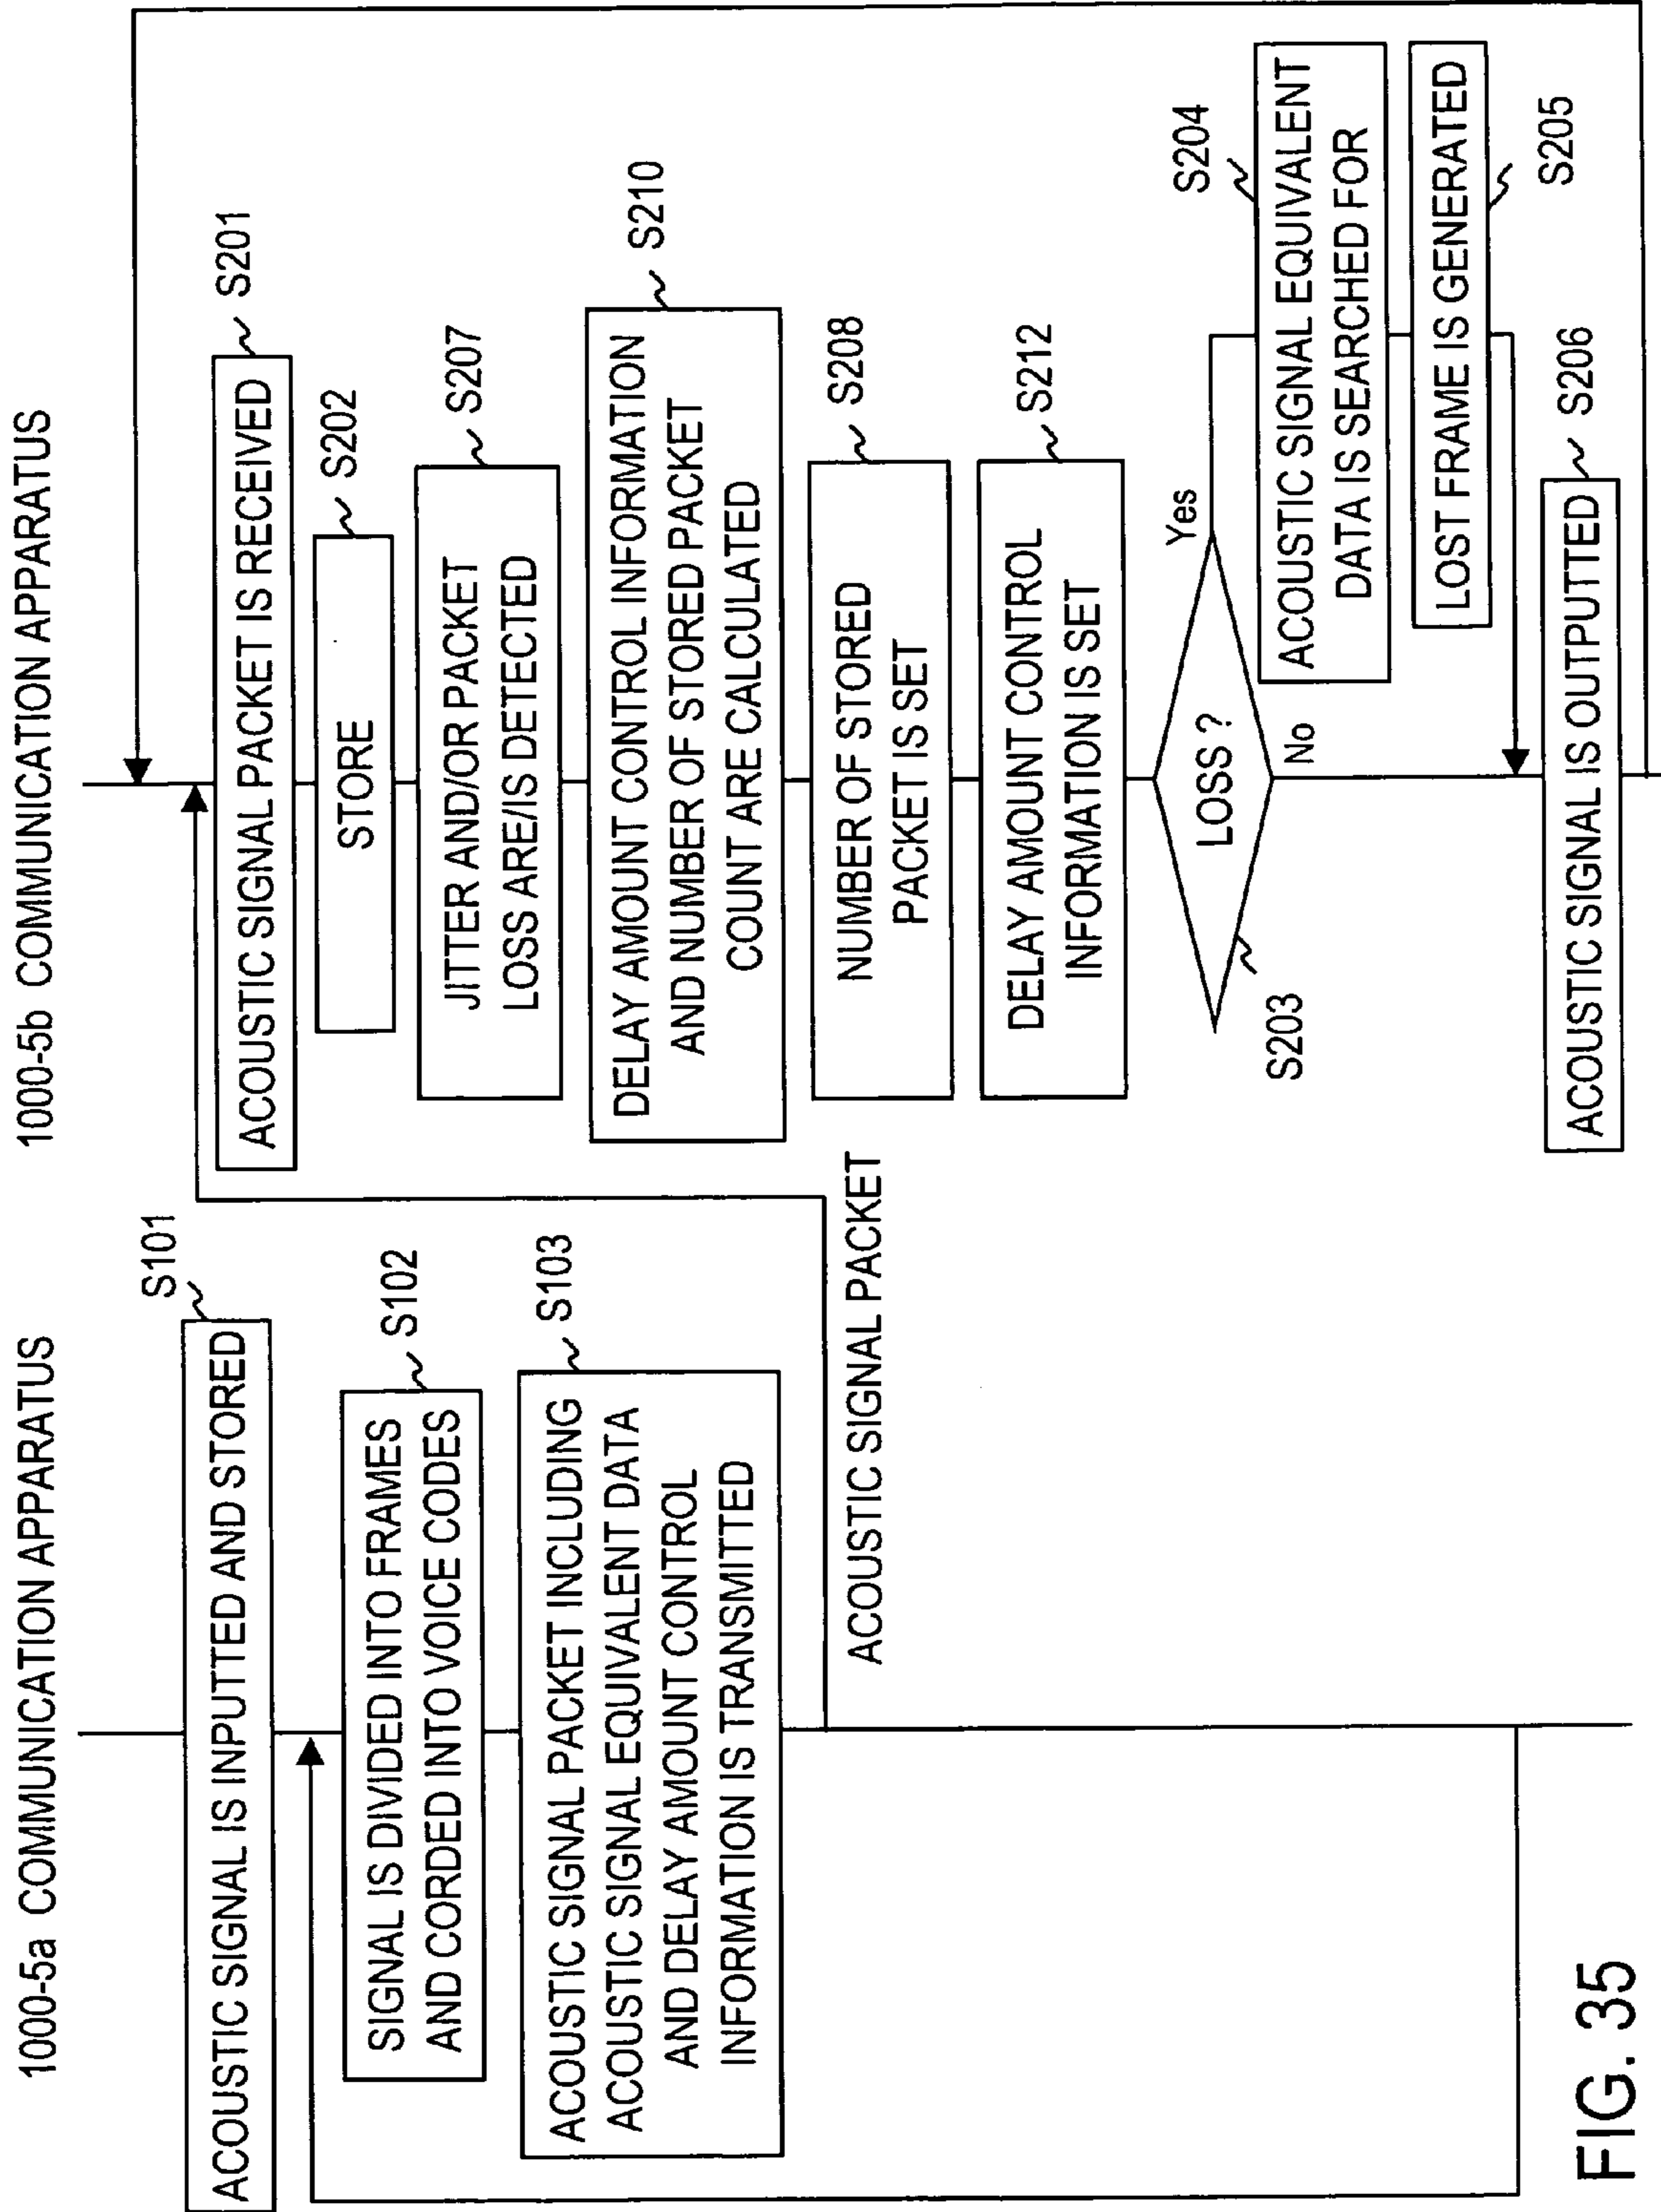 1000-5a COMMUNICATION APPARATUS
S101
ACOUSTIC SIGNAL IS INPUTTED AND STORED
S102
SIGNAL IS DIVIDED INTO FRAMES
AND CORDED INTO VOICE CODES
S103
ACOUSTIC SIGNAL PACKET INCLUDING
ACOUSTIC SIGNAL EQUIVALENT DATA
AND DELAY AMOUNT CONTROL
INFORMATION IS TRANSMITTED
ACOUSTIC SIGNAL PACKET
1000-5b COMMUNICATION APPARATUS
ACOUSTIC SIGNAL PACKET IS RECEIVED
S201
STORE
S202
JITTER AND/OR PACKET
LOSS ARE/IS DETECTED
S207
DELAY AMOUNT CONTROL INFORMATION
AND NUMBER OF STORED PACKET
COUNT ARE CALCULATED
S210
NUMBER OF STORED
PACKET IS SET
S208
DELAY AMOUNT CONTROL
INFORMATION IS SET
S212
LOSS ?
S203
Yes
No
S204
ACOUSTIC SIGNAL EQUIVALENT
DATA IS SEARCHED FOR
LOST FRAME IS GENERATED
S205
ACOUSTIC SIGNAL IS OUTPUTTED
S206
FIG. 35